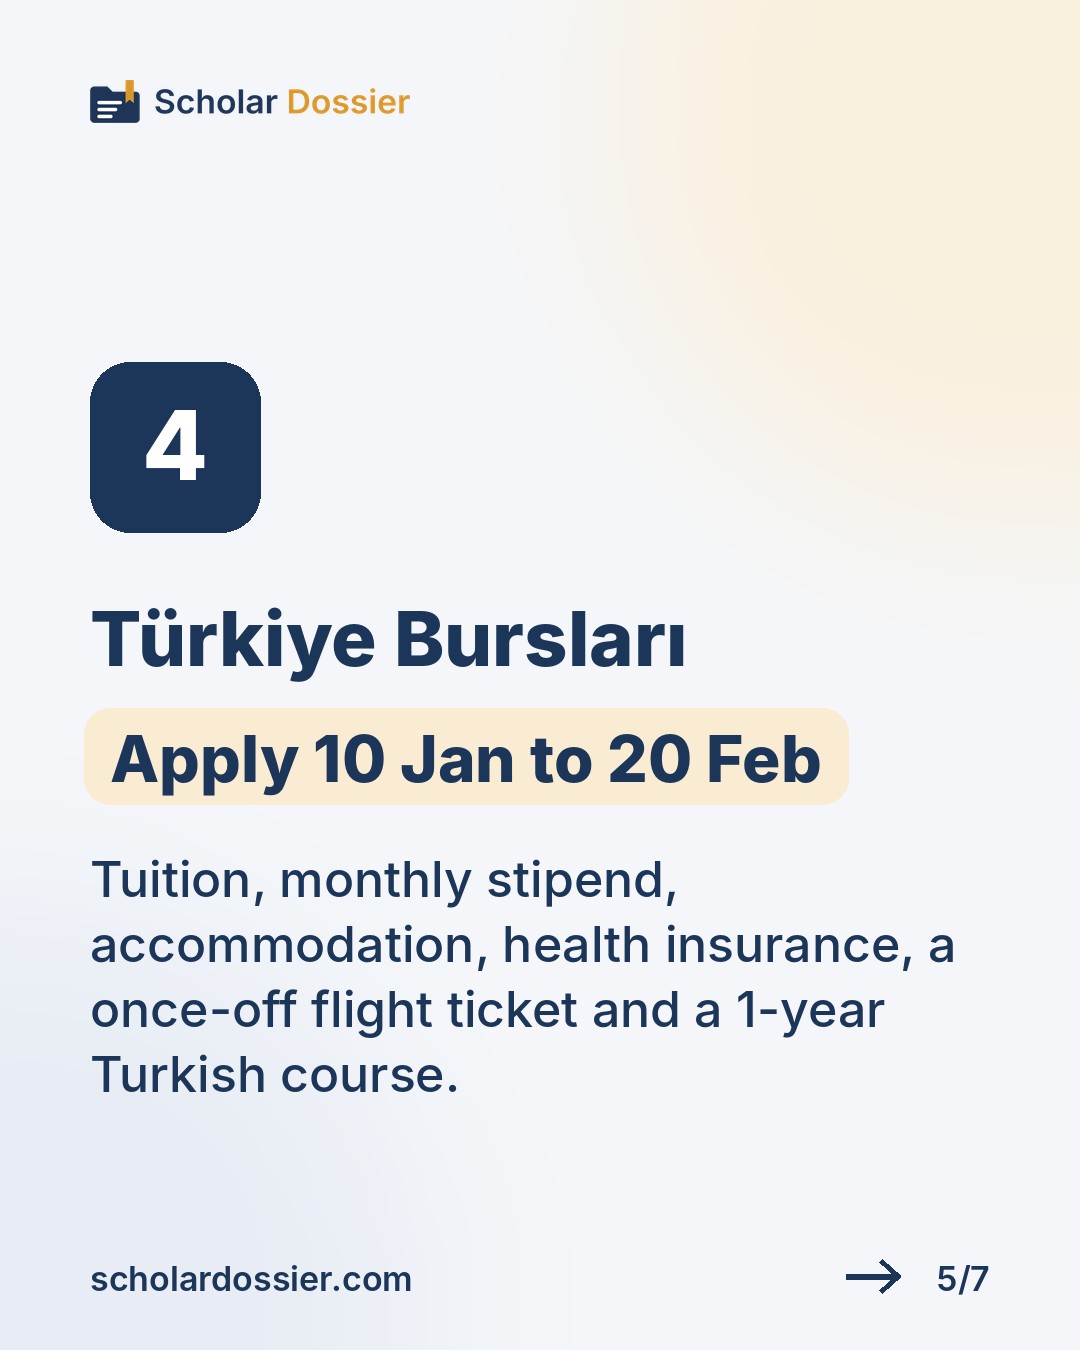 Scholar Dossier
4
Türkiye Bursları
Apply 10 Jan to 20 Feb
Tuition, monthly stipend,
accommodation, health insurance, a
once-off flight ticket and a 1-year
Turkish course.
scholardossier.com
5/7